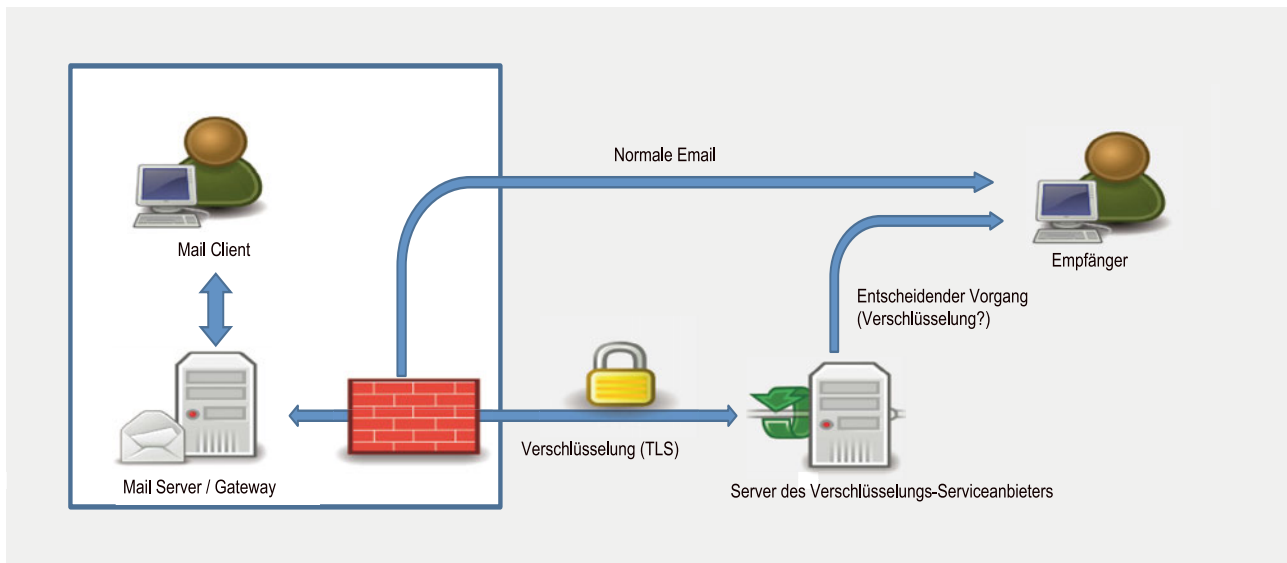 Normale Email
Mail Client
Empfänger
Entscheidender Vorgang
(Verschlüsselung?)
Verschlüsselung (TLS)
Mail Server / Gateway
Server des Verschlüsselungs-Serviceanbieters